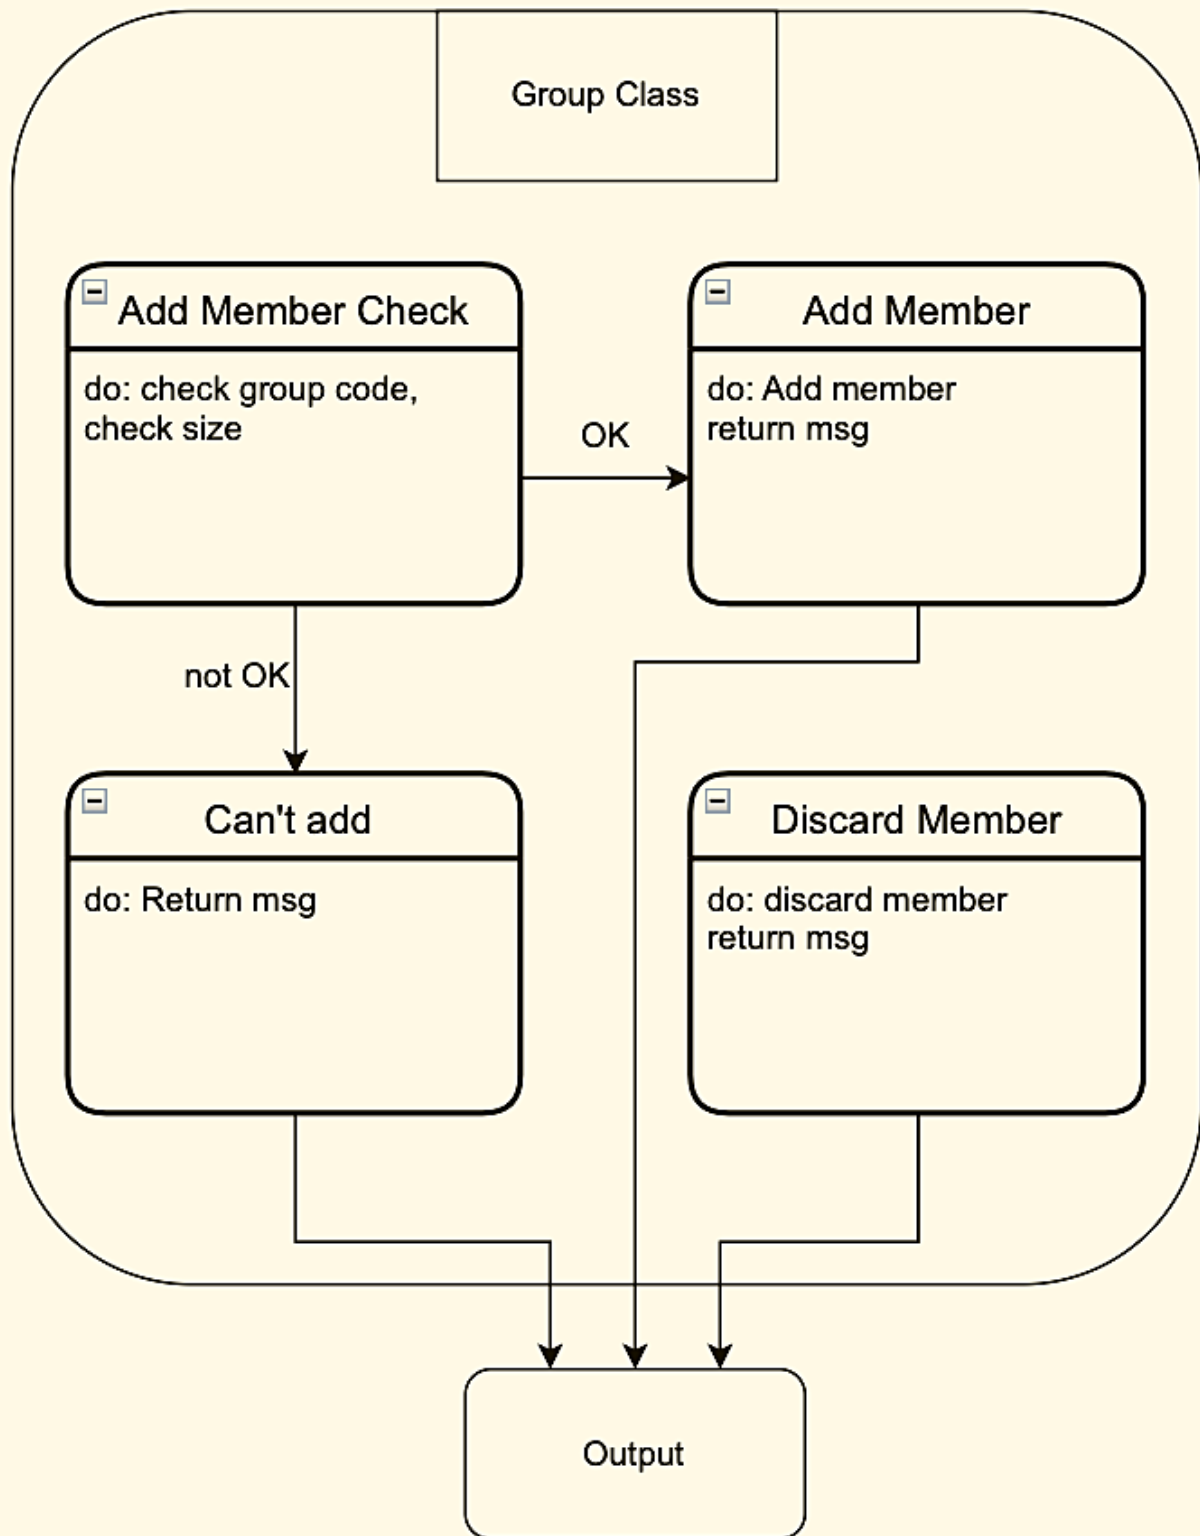 Group Class
Add Member Check
do: check group code,
check size
OK
Add Member
do: Add member
return msg
not OK
Can't add
do: Return msg
Discard Member
do: discard member
return msg
Output